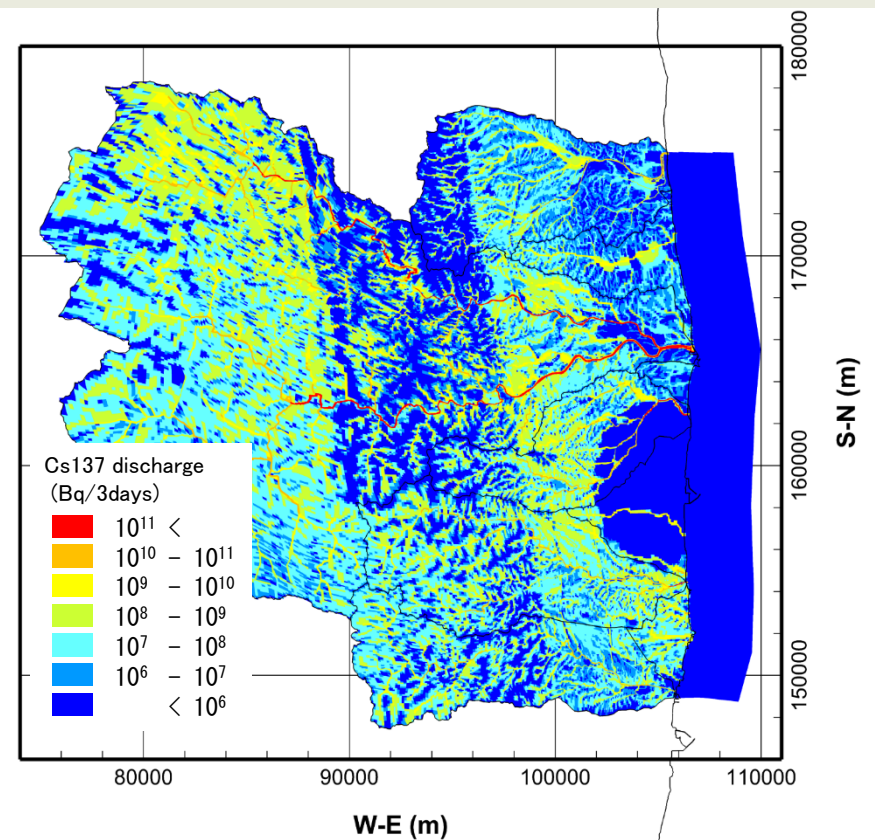 180000
170000
160000
150000
S-N (m)
Cs137 discharge
(Bq/3days)
10¹¹ <
10¹⁰ - 10¹¹
10⁹ - 10¹⁰
10⁸ - 10⁹
10⁷ - 10⁸
10⁶ - 10⁷
< 10⁶
80000 90000 100000 110000
W-E (m)